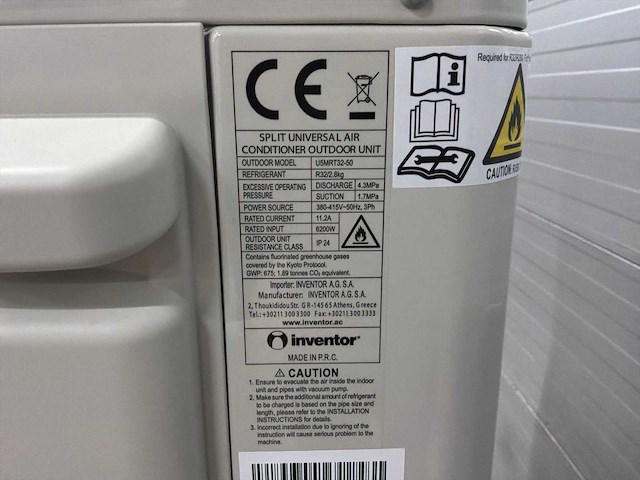 CE
SPLIT UNIVERSAL AIR
CONDITIONER OUTDOOR UNIT
OUTDOOR MODEL U5MRT32-50
REFRIGERANT R32/2.8kg
EXCESSIVE OPERATING PRESSURE DISCHARGE 4.3MPa
SUCTION 1.7MPa
POWER SOURCE 380-415V~50Hz, 3Ph
RATED CURRENT 11.2A
RATED INPUT 6200W
OUTDOOR UNIT RESISTANCE CLASS IP 24
Contains fluorinated greenhouse gases
covered by the Kyoto Protocol.
GWP: 675; 1.89 tonnes CO₂ equivalent.
Importer: INVENTOR A.G. S.A.
Manufacturer: INVENTOR A.G. S.A.
2, Thoukididou Str. GR-145 65 Athens, Greece
Tel.: +30211 300 3300 Fax: +30211 300 3333
www.inventor.ac
inventor®
MADE IN P.R.C.
CAUTION
1. Ensure to evacuate the air inside the indoor
unit and pipes with vacuum pump.
2. Make sure the additional amount of refrigerant
to be charged is based on the pipe size and
length, please refer to the INSTALLATION
INSTRUCTIONS for details.
3. Incorrect installation due to ignoring of the
instruction will cause serious problem to the
machine.
Required for
CAUTION: